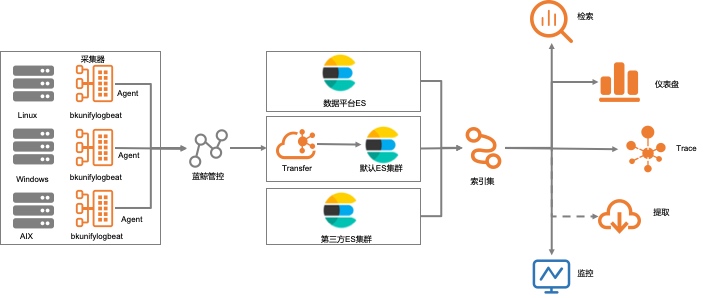 检索
采集器
Agent
Linux
bkunifylogbeat
数据平台ES
仪表盘
Agent
Windows
bkunifylogbeat
蓝鲸管控
Transfer
默认ES集群
索引集
Trace
Agent
AIX
bkunifylogbeat
第三方ES集群
提取
监控